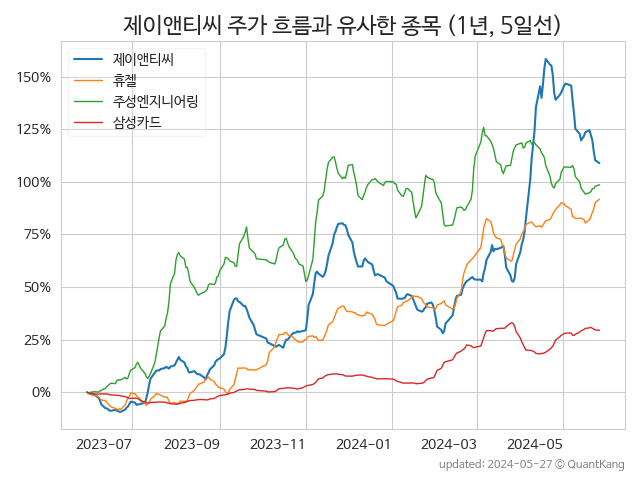 제이앤티씨 주가 흐름과 유사한 종목 (1년, 5일선)
제이앤티씨
휴젤
주성엔지니어링
삼성카드
150%
125%
100%
75%
50%
25%
0%
2023-07
2023-09
2023-11
2024-01
2024-03
2024-05
updated: 2024-05-27 © QuantKang